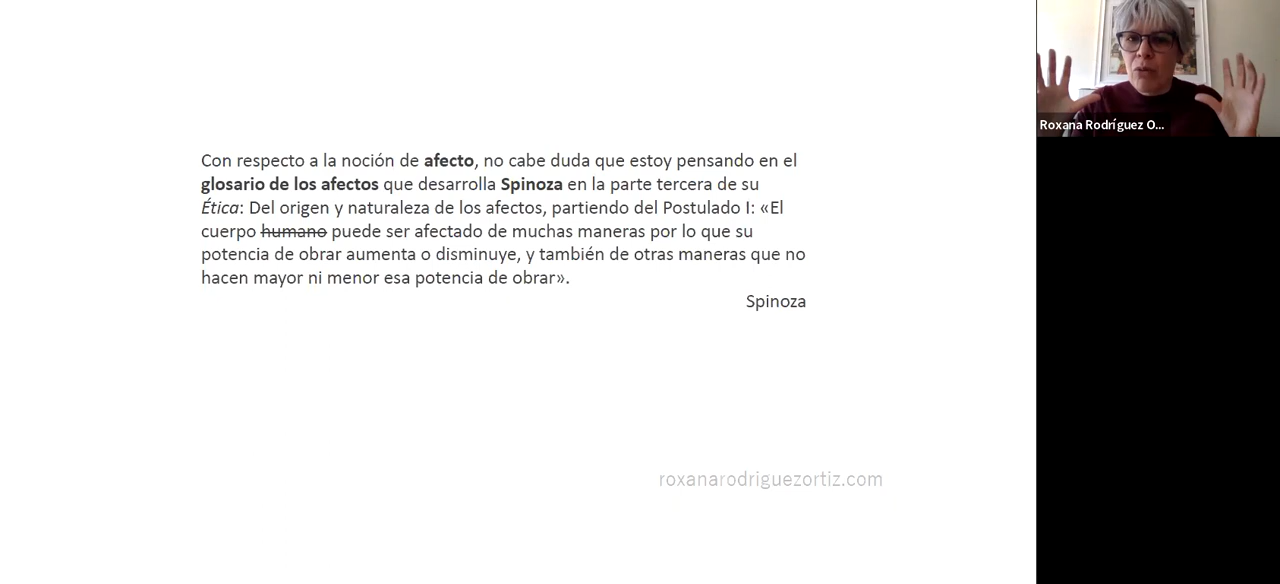 Con respecto a la noción de afecto, no cabe duda que estoy pensando en el
glosario de los afectos que desarrolla Spinoza en la parte tercera de su
Ética: Del origen y naturaleza de los afectos, partiendo del Postulado I: «El
cuerpo humano puede ser afectado de muchas maneras por lo que su
potencia de obrar aumenta o disminuye, y también de otras maneras que no
hacen mayor ni menor esa potencia de obrar».
Spinoza
roxanarodriguezortiz.com
Roxana Rodríguez O...